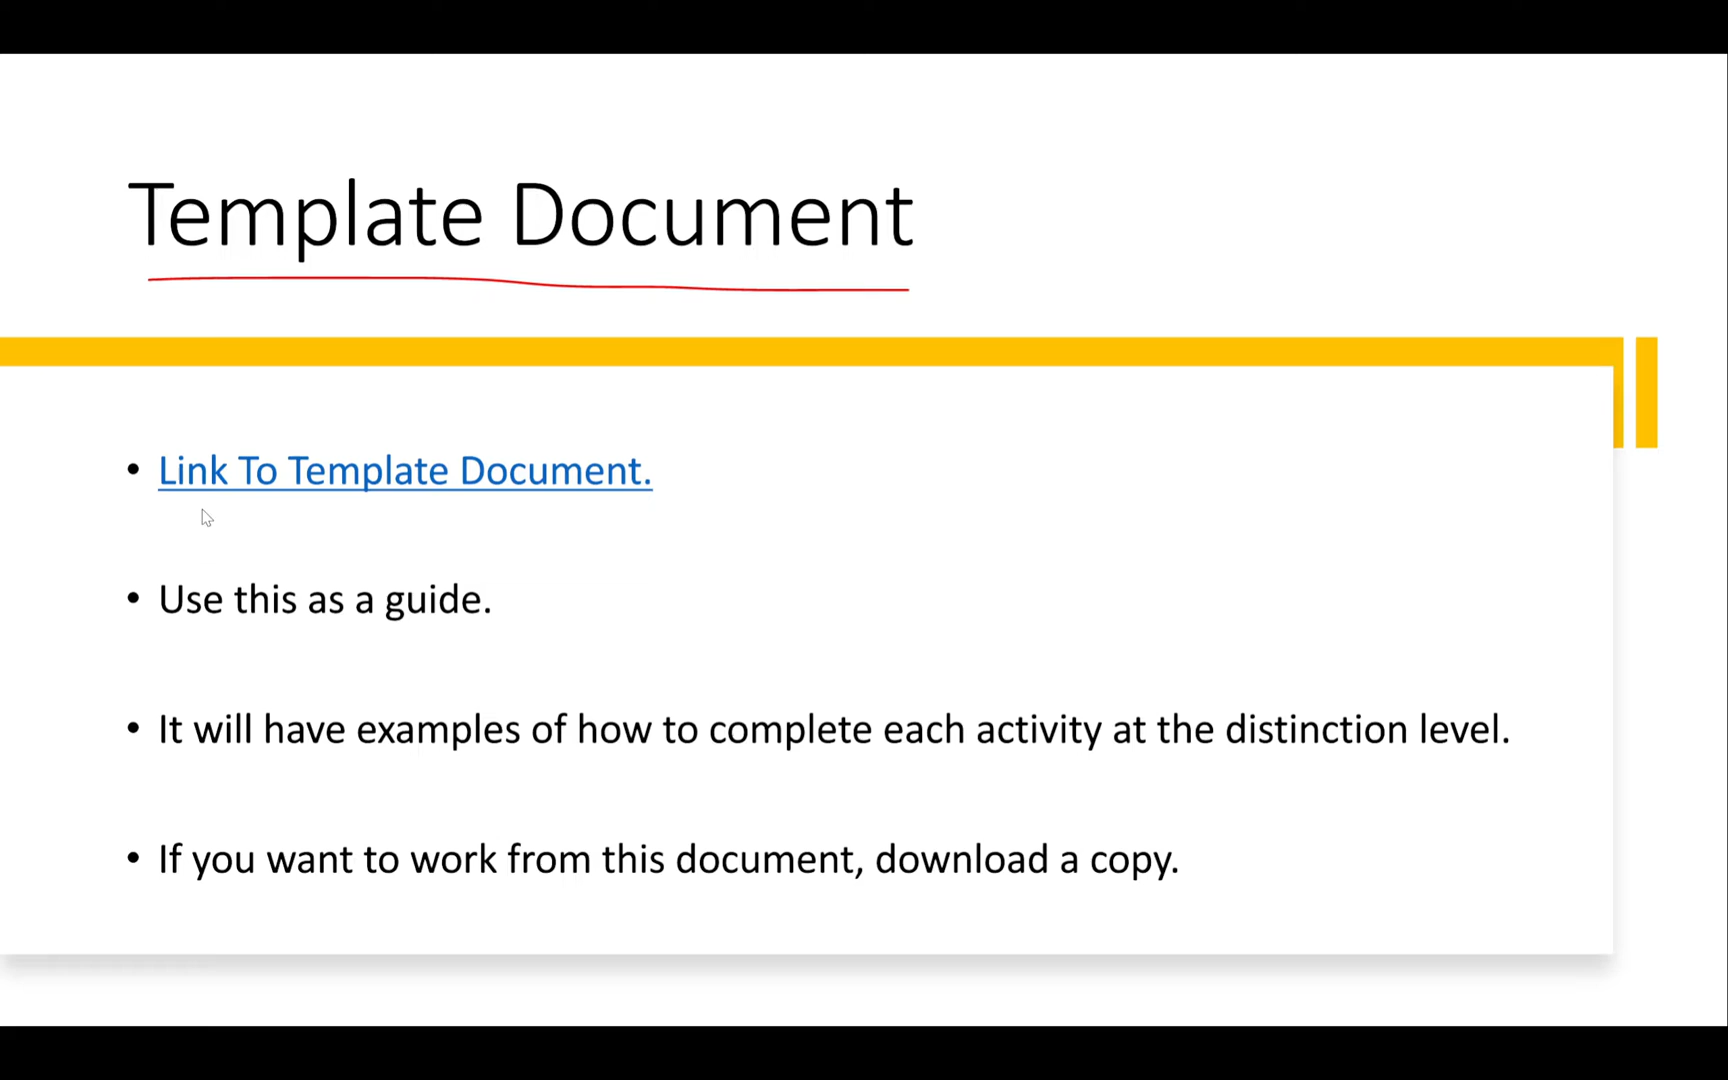 Template Document
• Link To Template Document.
• Use this as a guide.
• It will have examples of how to complete each activity at the distinction level.
• If you want to work from this document, download a copy.